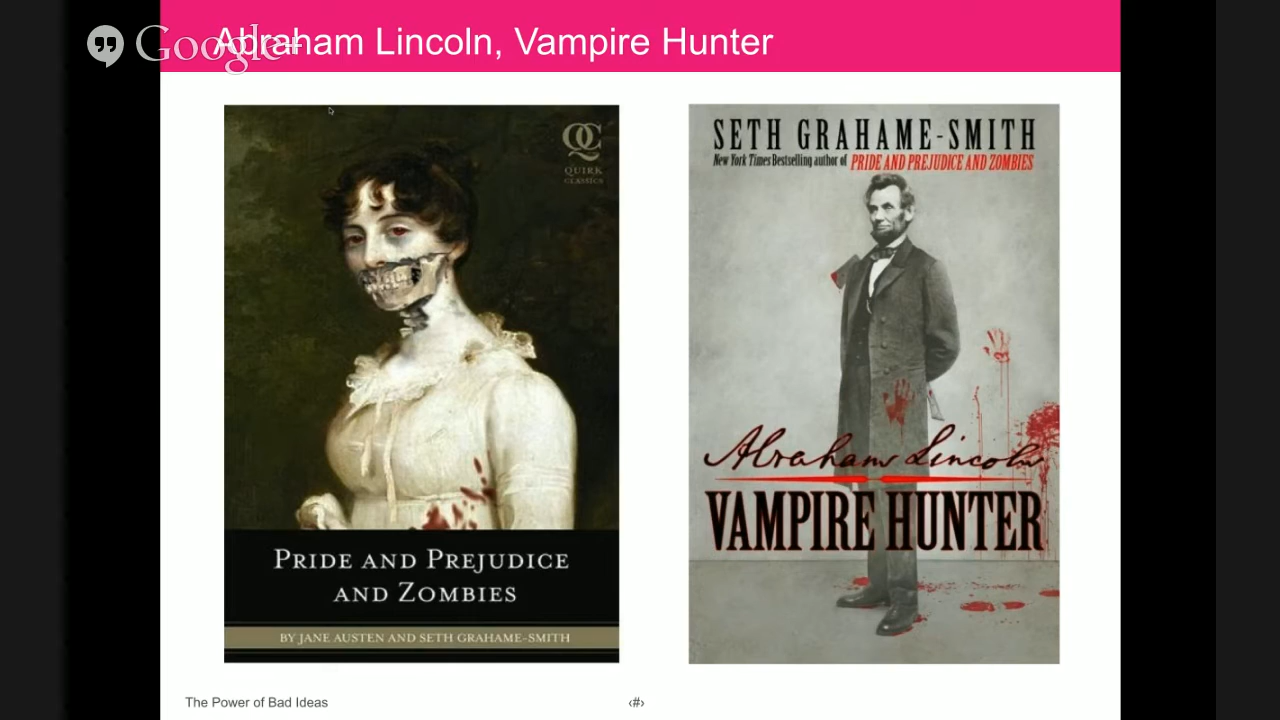 Google+
Abraham Lincoln, Vampire Hunter
QC
QUIRK
CLASSICS
PRIDE AND PREJUDICE
AND ZOMBIES
BY JANE AUSTEN AND SETH GRAHAME-SMITH
SETH GRAHAME-SMITH
New York Times Bestselling author of PRIDE AND PREJUDICE AND ZOMBIES
Abraham Lincoln
VAMPIRE HUNTER
The Power of Bad Ideas
‹#›